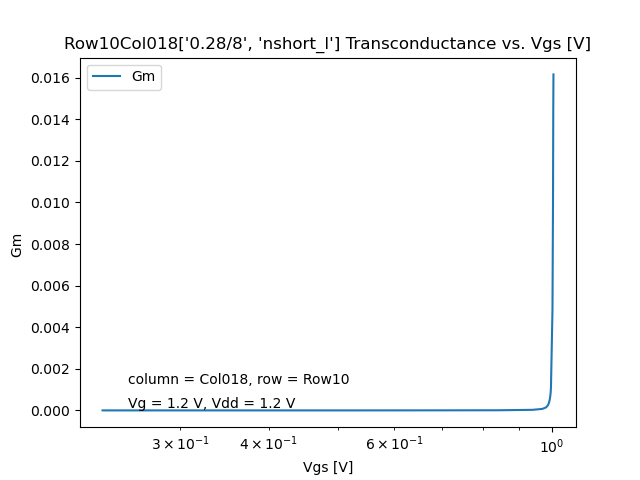 Row10Col018['0.28/8', 'nshort_l'] Transconductance vs. Vgs [V]
Gm
0.016
0.014
0.012
0.010
0.008
0.006
0.004
0.002
0.000
Gm
column = Col018, row = Row10
Vg = 1.2 V, Vdd = 1.2 V
3 × 10⁻¹ 4 × 10⁻¹ 6 × 10⁻¹ 10⁰
Vgs [V]